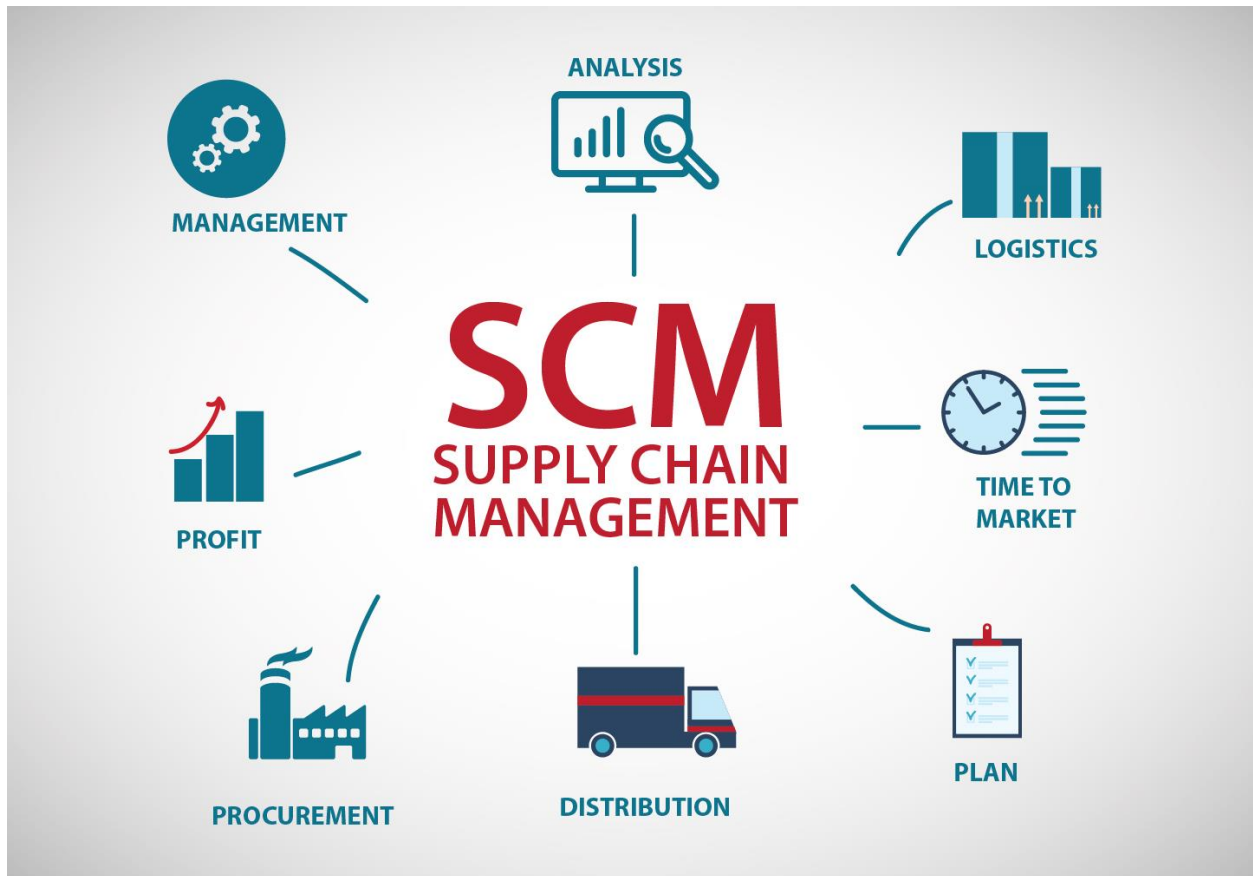 ANALYSIS
MANAGEMENT
LOGISTICS
SCM
SUPPLY CHAIN
MANAGEMENT
TIME TO
MARKET
PROFIT
PLAN
PROCUREMENT
DISTRIBUTION